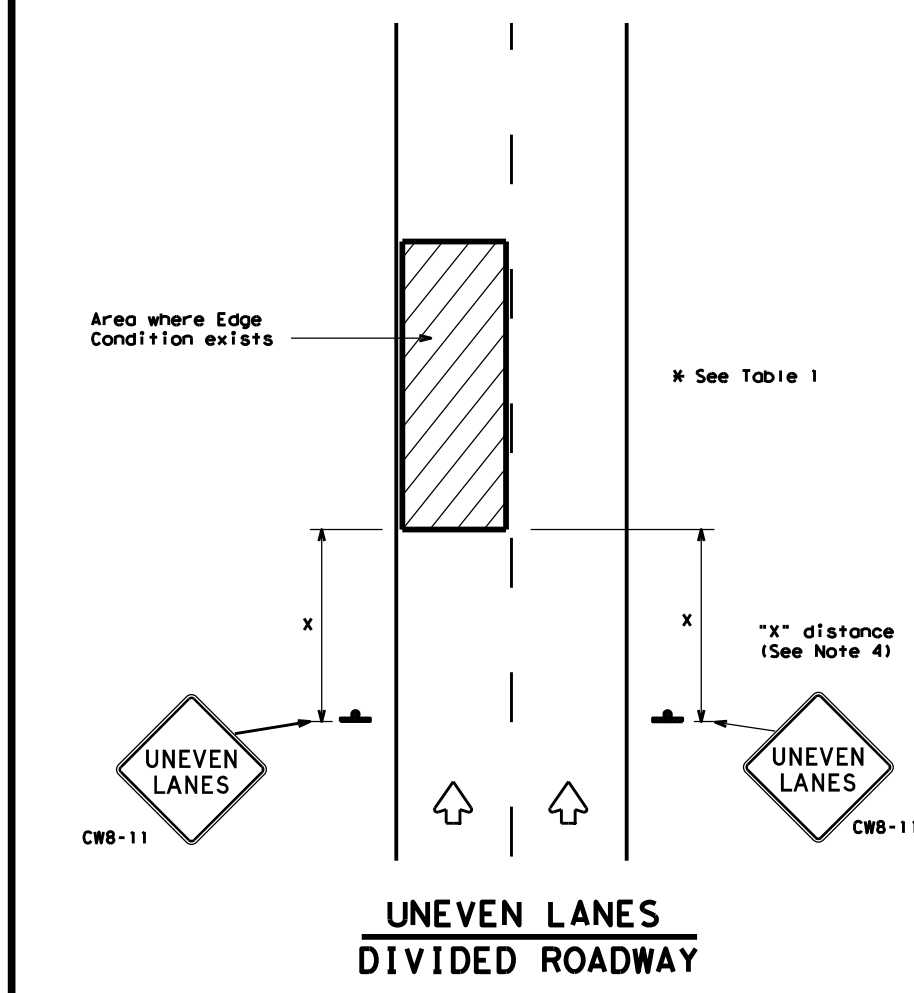 Area where Edge
Condition exists
* See Table 1
X
X
"X" distance
(See Note 4)
UNEVEN
LANES
CW8-11
UNEVEN
LANES
CW8-11
UNEVEN LANES
DIVIDED ROADWAY